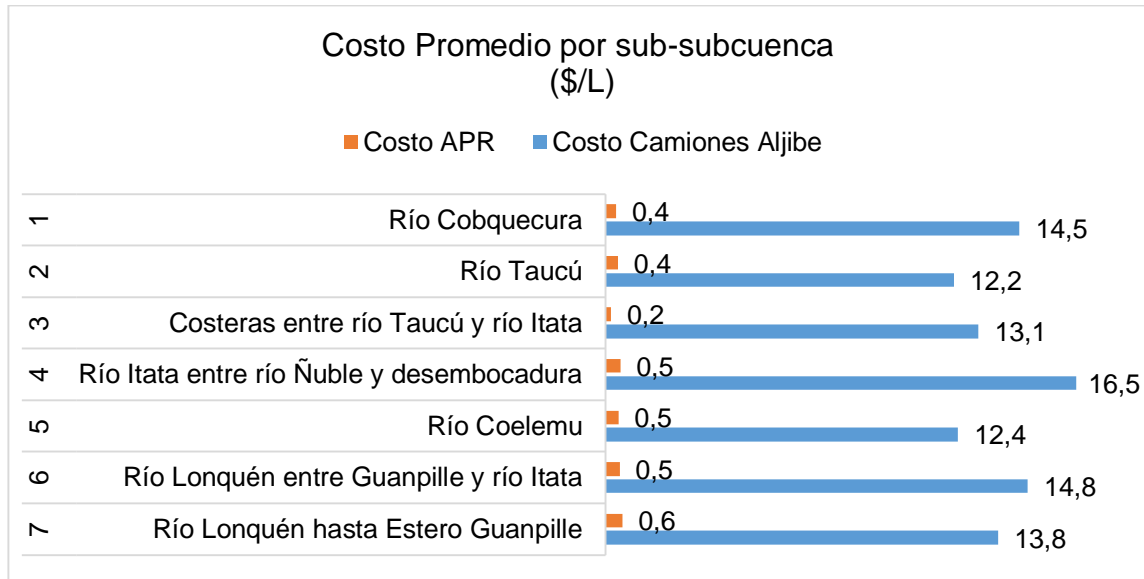 Costo Promedio por sub-subcuenca
($/L)
Costo APR Costo Camiones Aljibe
1 Río Cobquecura 0,4 14,5
2 Río Taucú 0,4 12,2
3 Costeras entre río Taucú y río Itata 0,2 13,1
4 Río Itata entre río Ñuble y desembocadura 0,5 16,5
5 Río Coelemu 0,5 12,4
6 Río Lonquén entre Guanpille y río Itata 0,5 14,8
7 Río Lonquén hasta Estero Guanpille 0,6 13,8